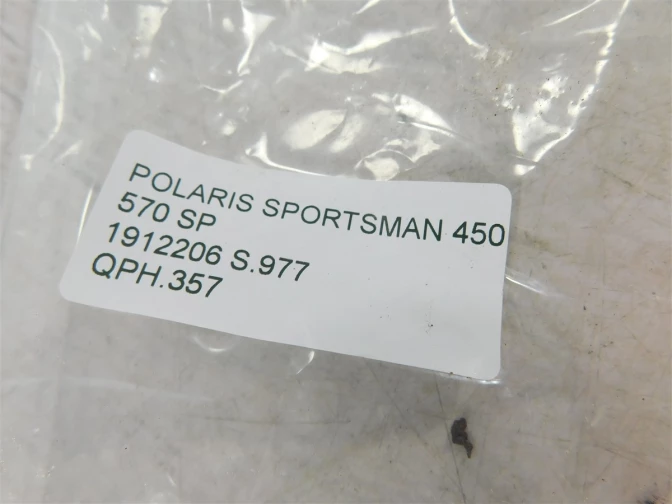 POLARIS SPORTSMAN 450
570 SP
1912206 S.977
QPH.357